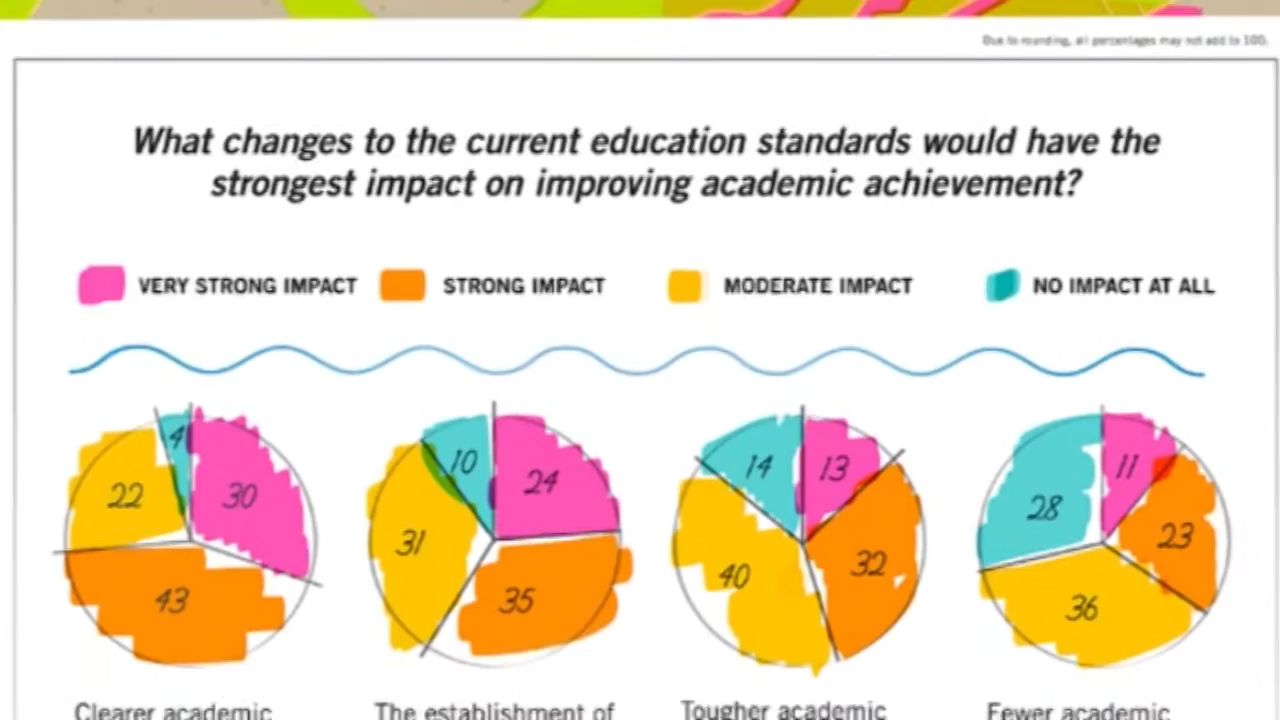 Due to rounding, all percentages may not add to 100.
What changes to the current education standards would have the
strongest impact on improving academic achievement?
VERY STRONG IMPACT STRONG IMPACT MODERATE IMPACT NO IMPACT AT ALL
4 30 22 43
10 24 31 35
14 13 40 32
28 11 23 36
Clearer academic The establishment of Tougher academic Fewer academic